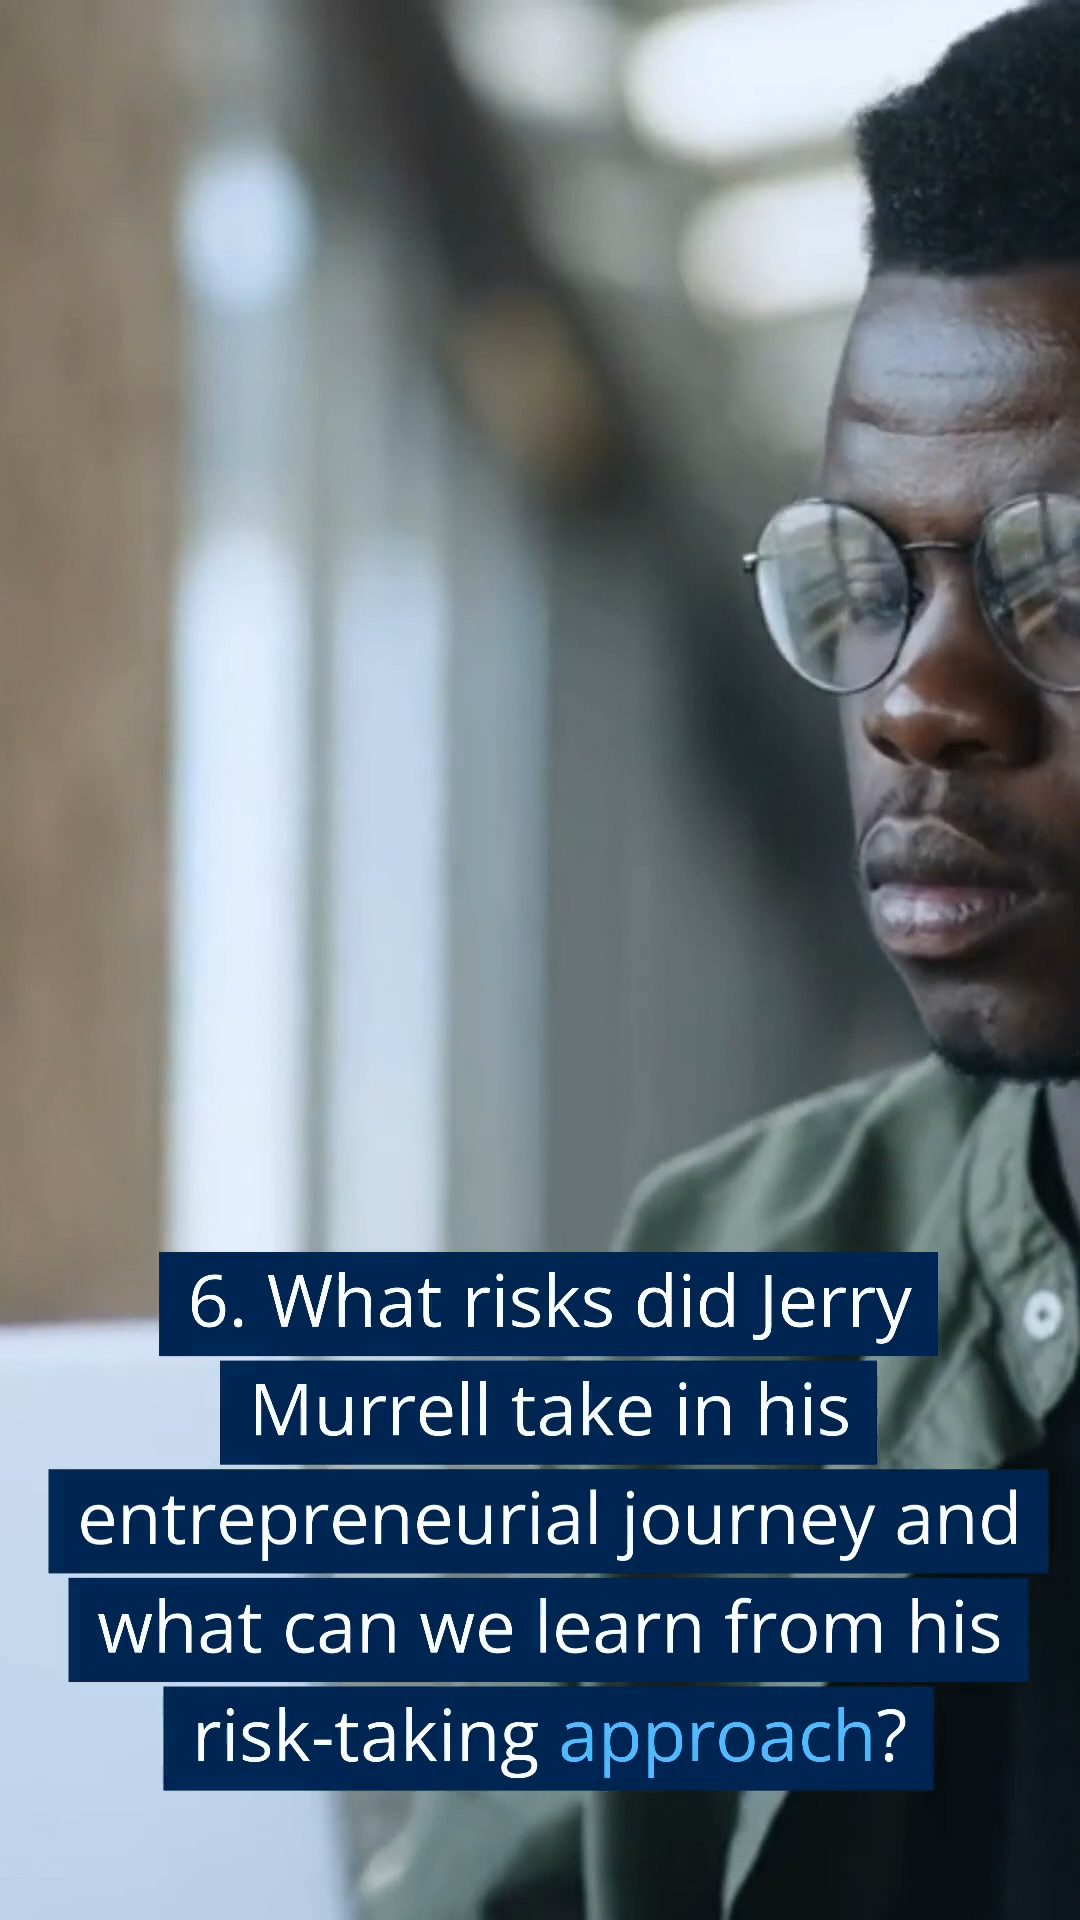 6. What risks did Jerry
Murrell take in his
entrepreneurial journey and
what can we learn from his
risk-taking approach?